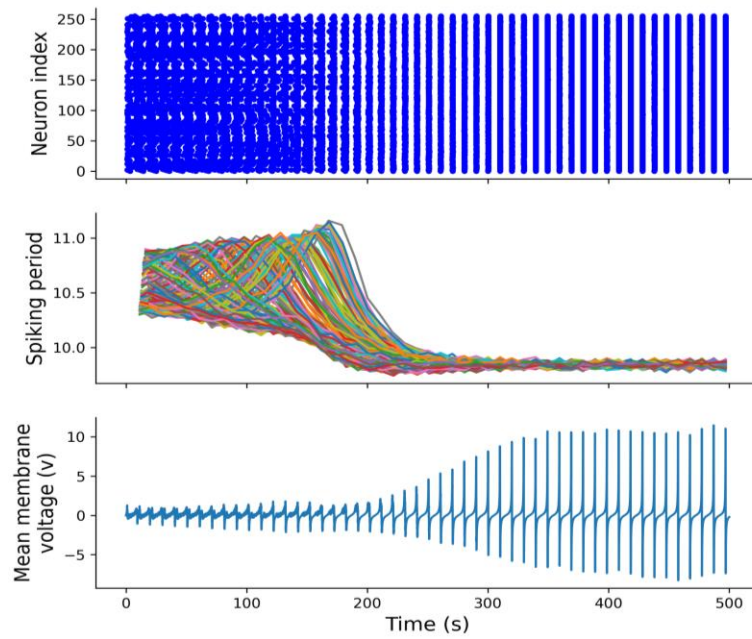 250
200
150
100
50
0
Neuron index
11.0
10.5
10.0
Spiking period
10
5
0
−5
Mean membrane
voltage (v)
0 100 200 300 400 500
Time (s)